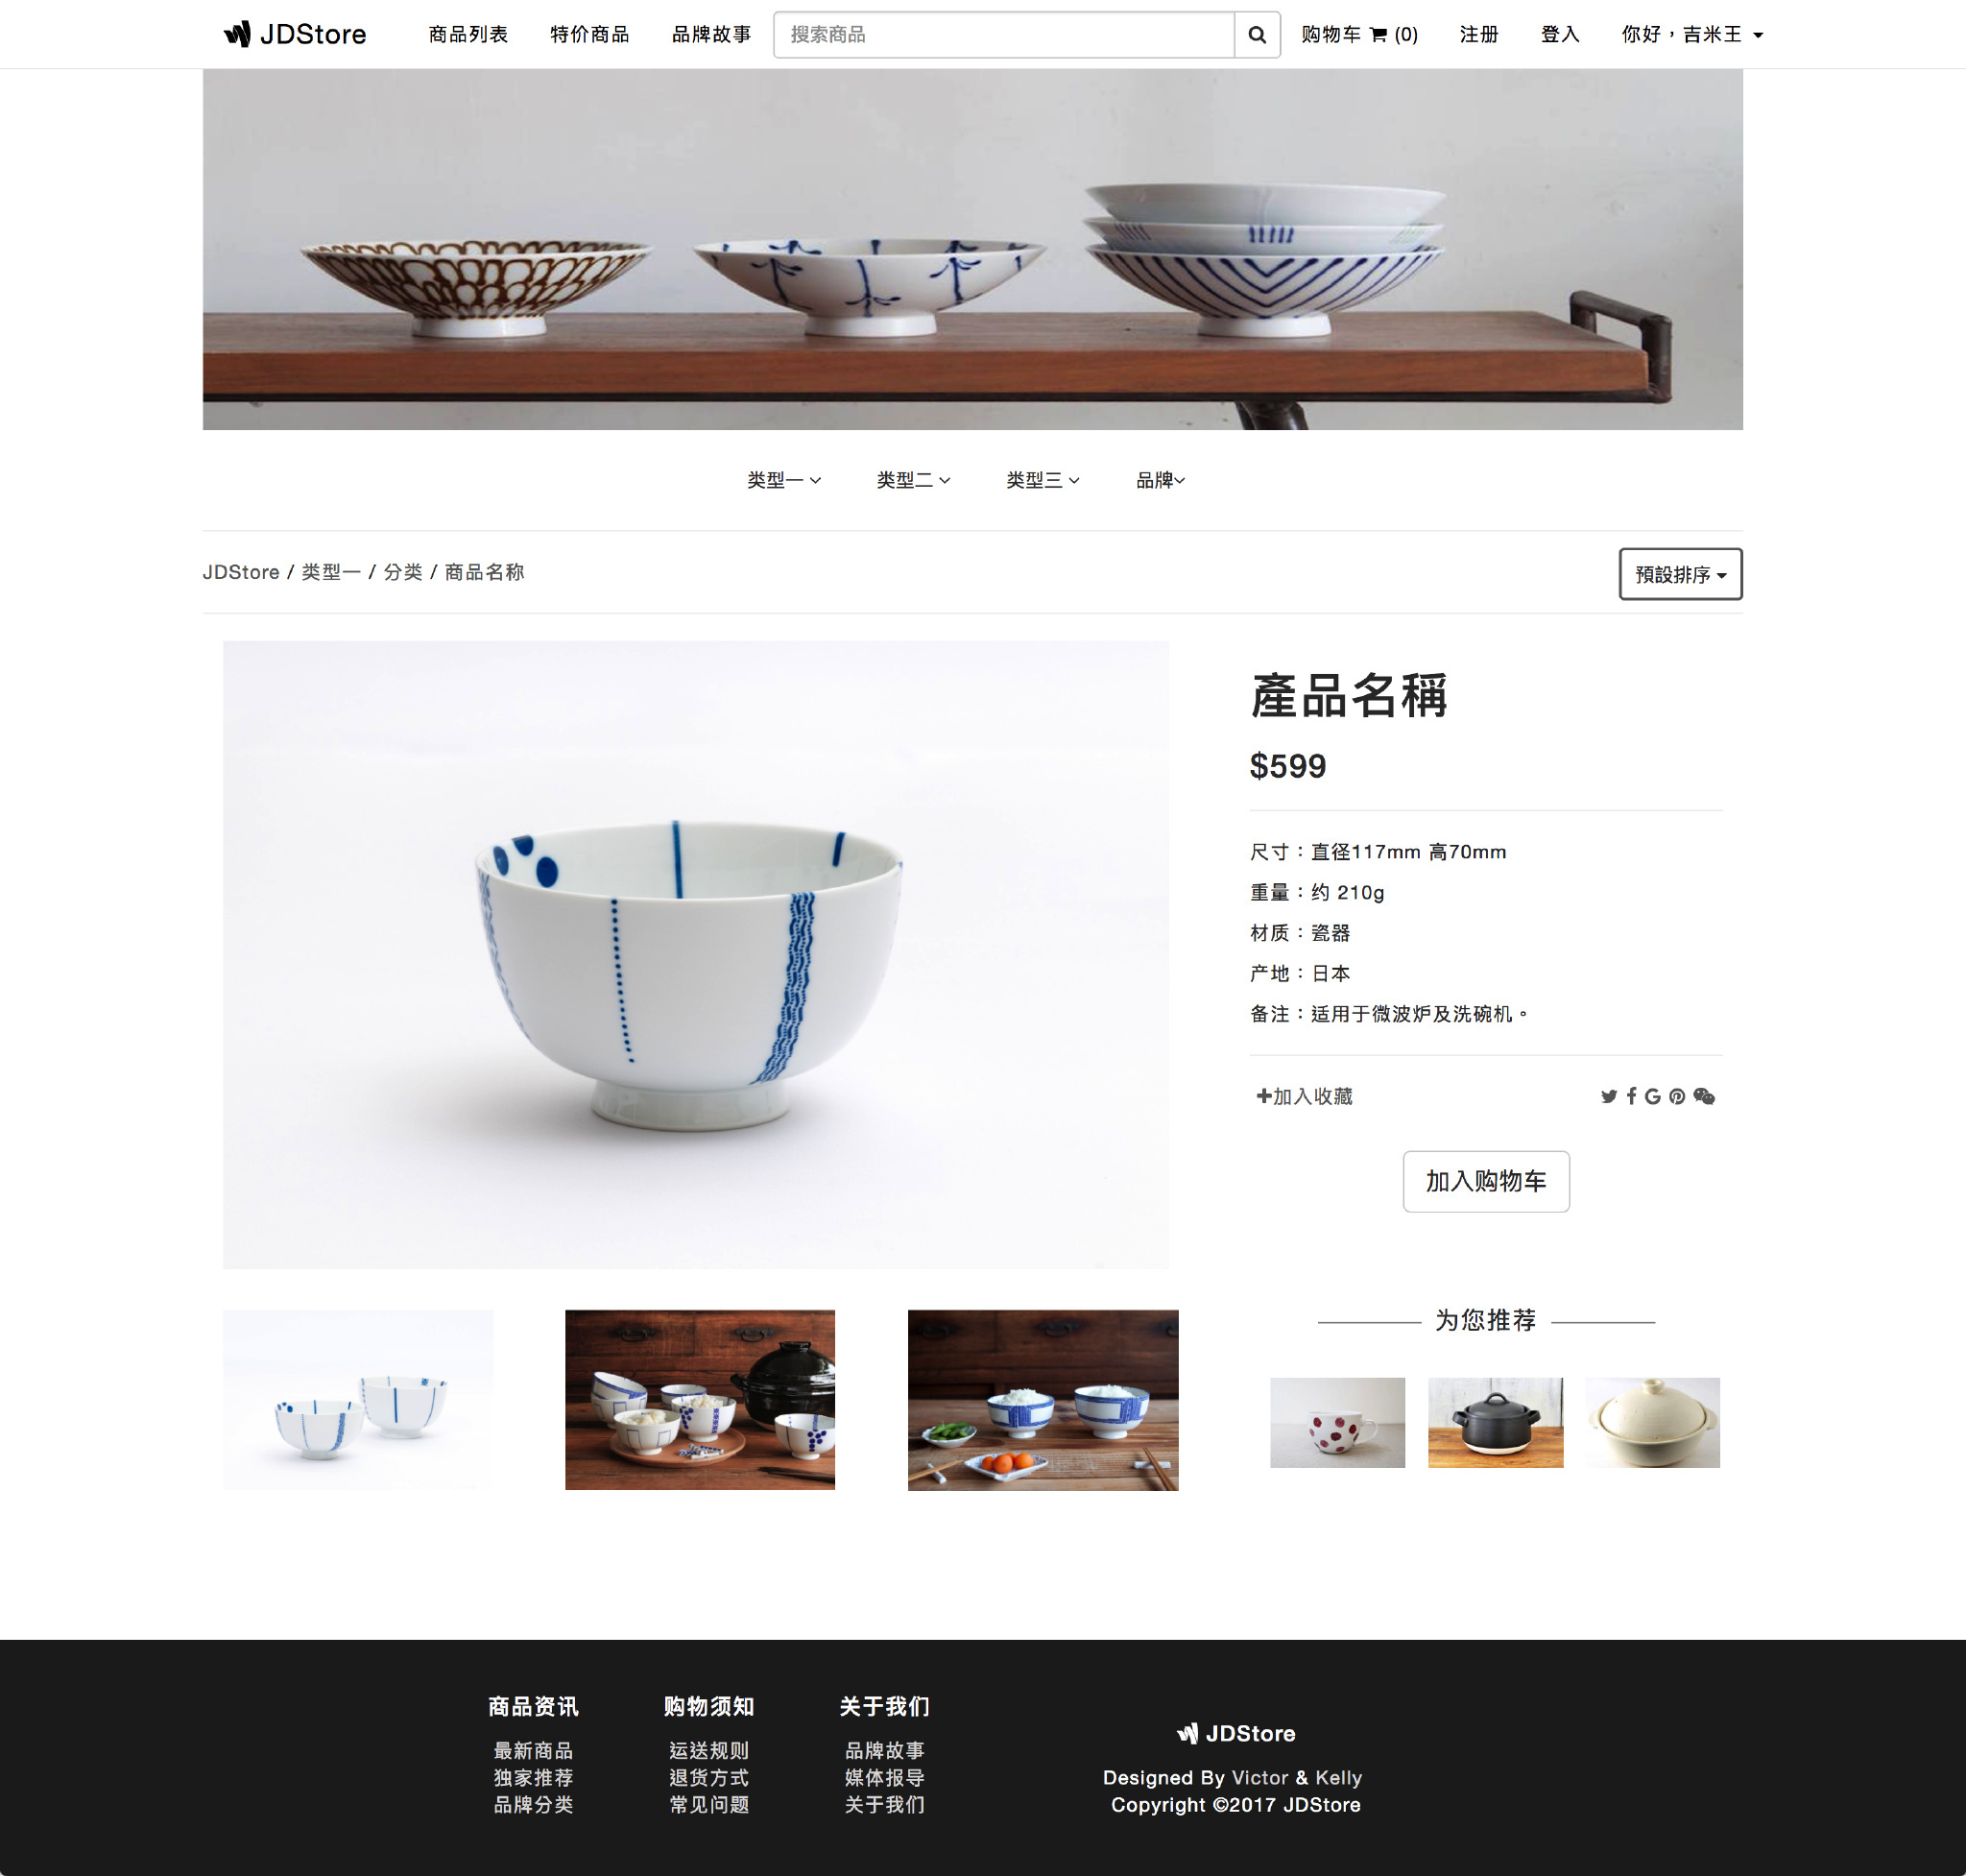 JDStore 商品列表 特价商品 品牌故事 搜索商品 购物车 (0) 注册 登入 你好，吉米王
类型一 类型二 类型三 品牌
JDStore / 类型一 / 分类 / 商品名称 預設排序
產品名稱
$599
尺寸：直径117mm 高70mm
重量：约 210g
材质：瓷器
产地：日本
备注：适用于微波炉及洗碗机。
加入收藏
加入购物车
为您推荐
商品资讯
最新商品
独家推荐
品牌分类
购物须知
运送规则
退货方式
常见问题
关于我们
品牌故事
媒体报导
关于我们
JDStore
Designed By Victor & Kelly
Copyright ©2017 JDStore